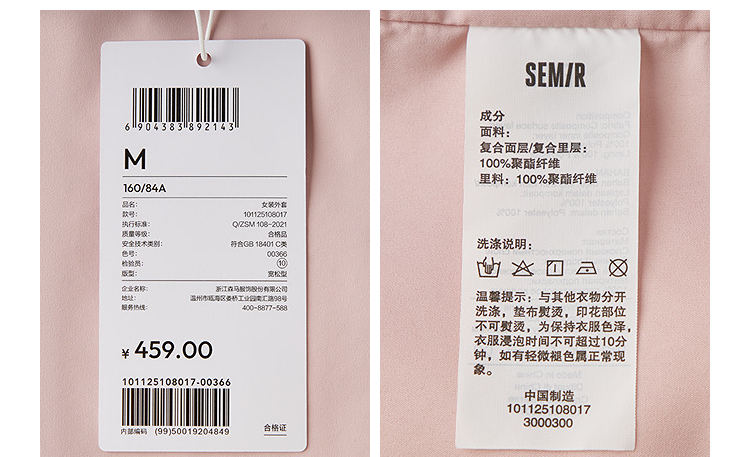 6904383892143
M
160/84A
品名: 女装外套
款号: 101125108017
执行标准: Q/ZSM 108-2021
质量等级: 合格品
安全技术类别: 符合GB 18401 C类
色号: 00366
检验员: ⑩
版型: 宽松型
企业名称: 浙江森马服饰股份有限公司
地址: 温州市瓯海区娄桥工业园南汇路98号
服务热线: 400-8877-588
¥ 459.00
101125108017-00366
内部编码 (99)50019204849
合格证
SEMIR
成分
面料:
复合面层/复合里层:
100%聚酯纤维
里料: 100%聚酯纤维
洗涤说明:
温馨提示: 与其他衣物分开
洗涤，垫布熨烫，印花部位
不可熨烫，为保持衣服色泽，
衣服浸泡时间不可超过10分
钟，如有轻微褪色属正常现
象。
中国制造
101125108017
3000300